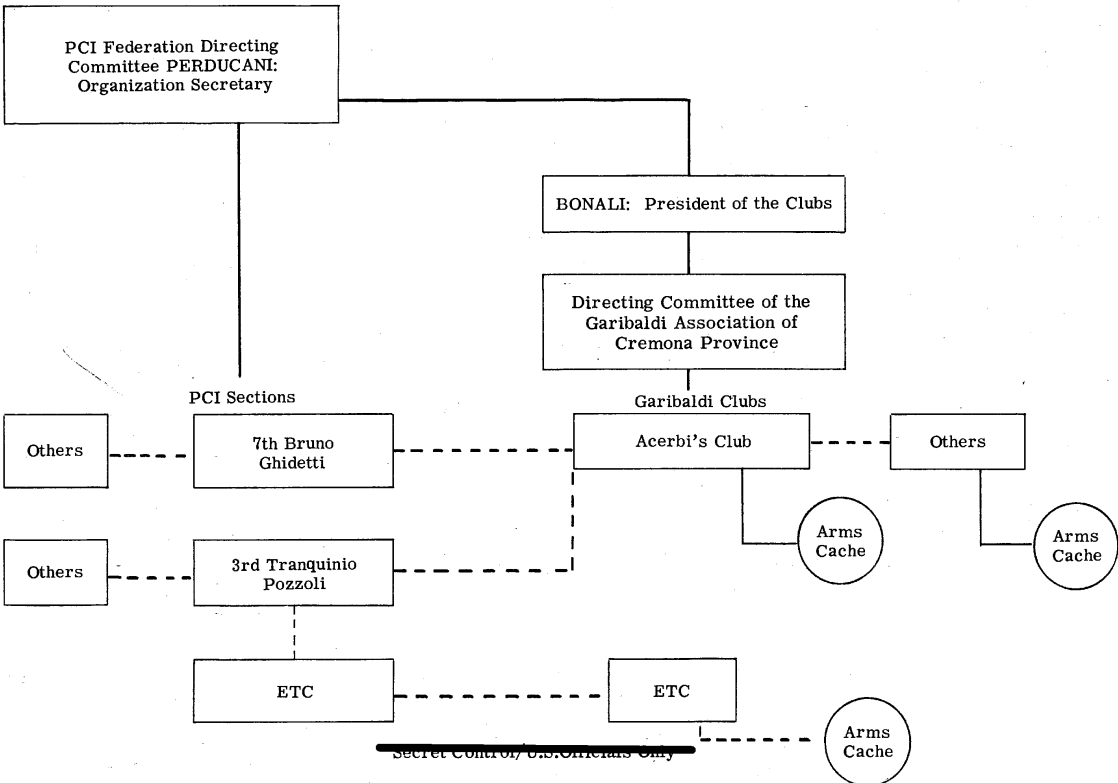 PCI Federation Directing
Committee PERDUCANI:
Organization Secretary
BONALI: President of the Clubs
Directing Committee of the
Garibaldi Association of
Cremona Province
PCI Sections
Garibaldi Clubs
Others
7th Bruno
Ghidetti
Acerbi's Club
Others
Arms
Cache
Arms
Cache
Others
3rd Tranquinio
Pozzoli
ETC
ETC
Arms
Cache
Secret Control/U.S.Officials Only